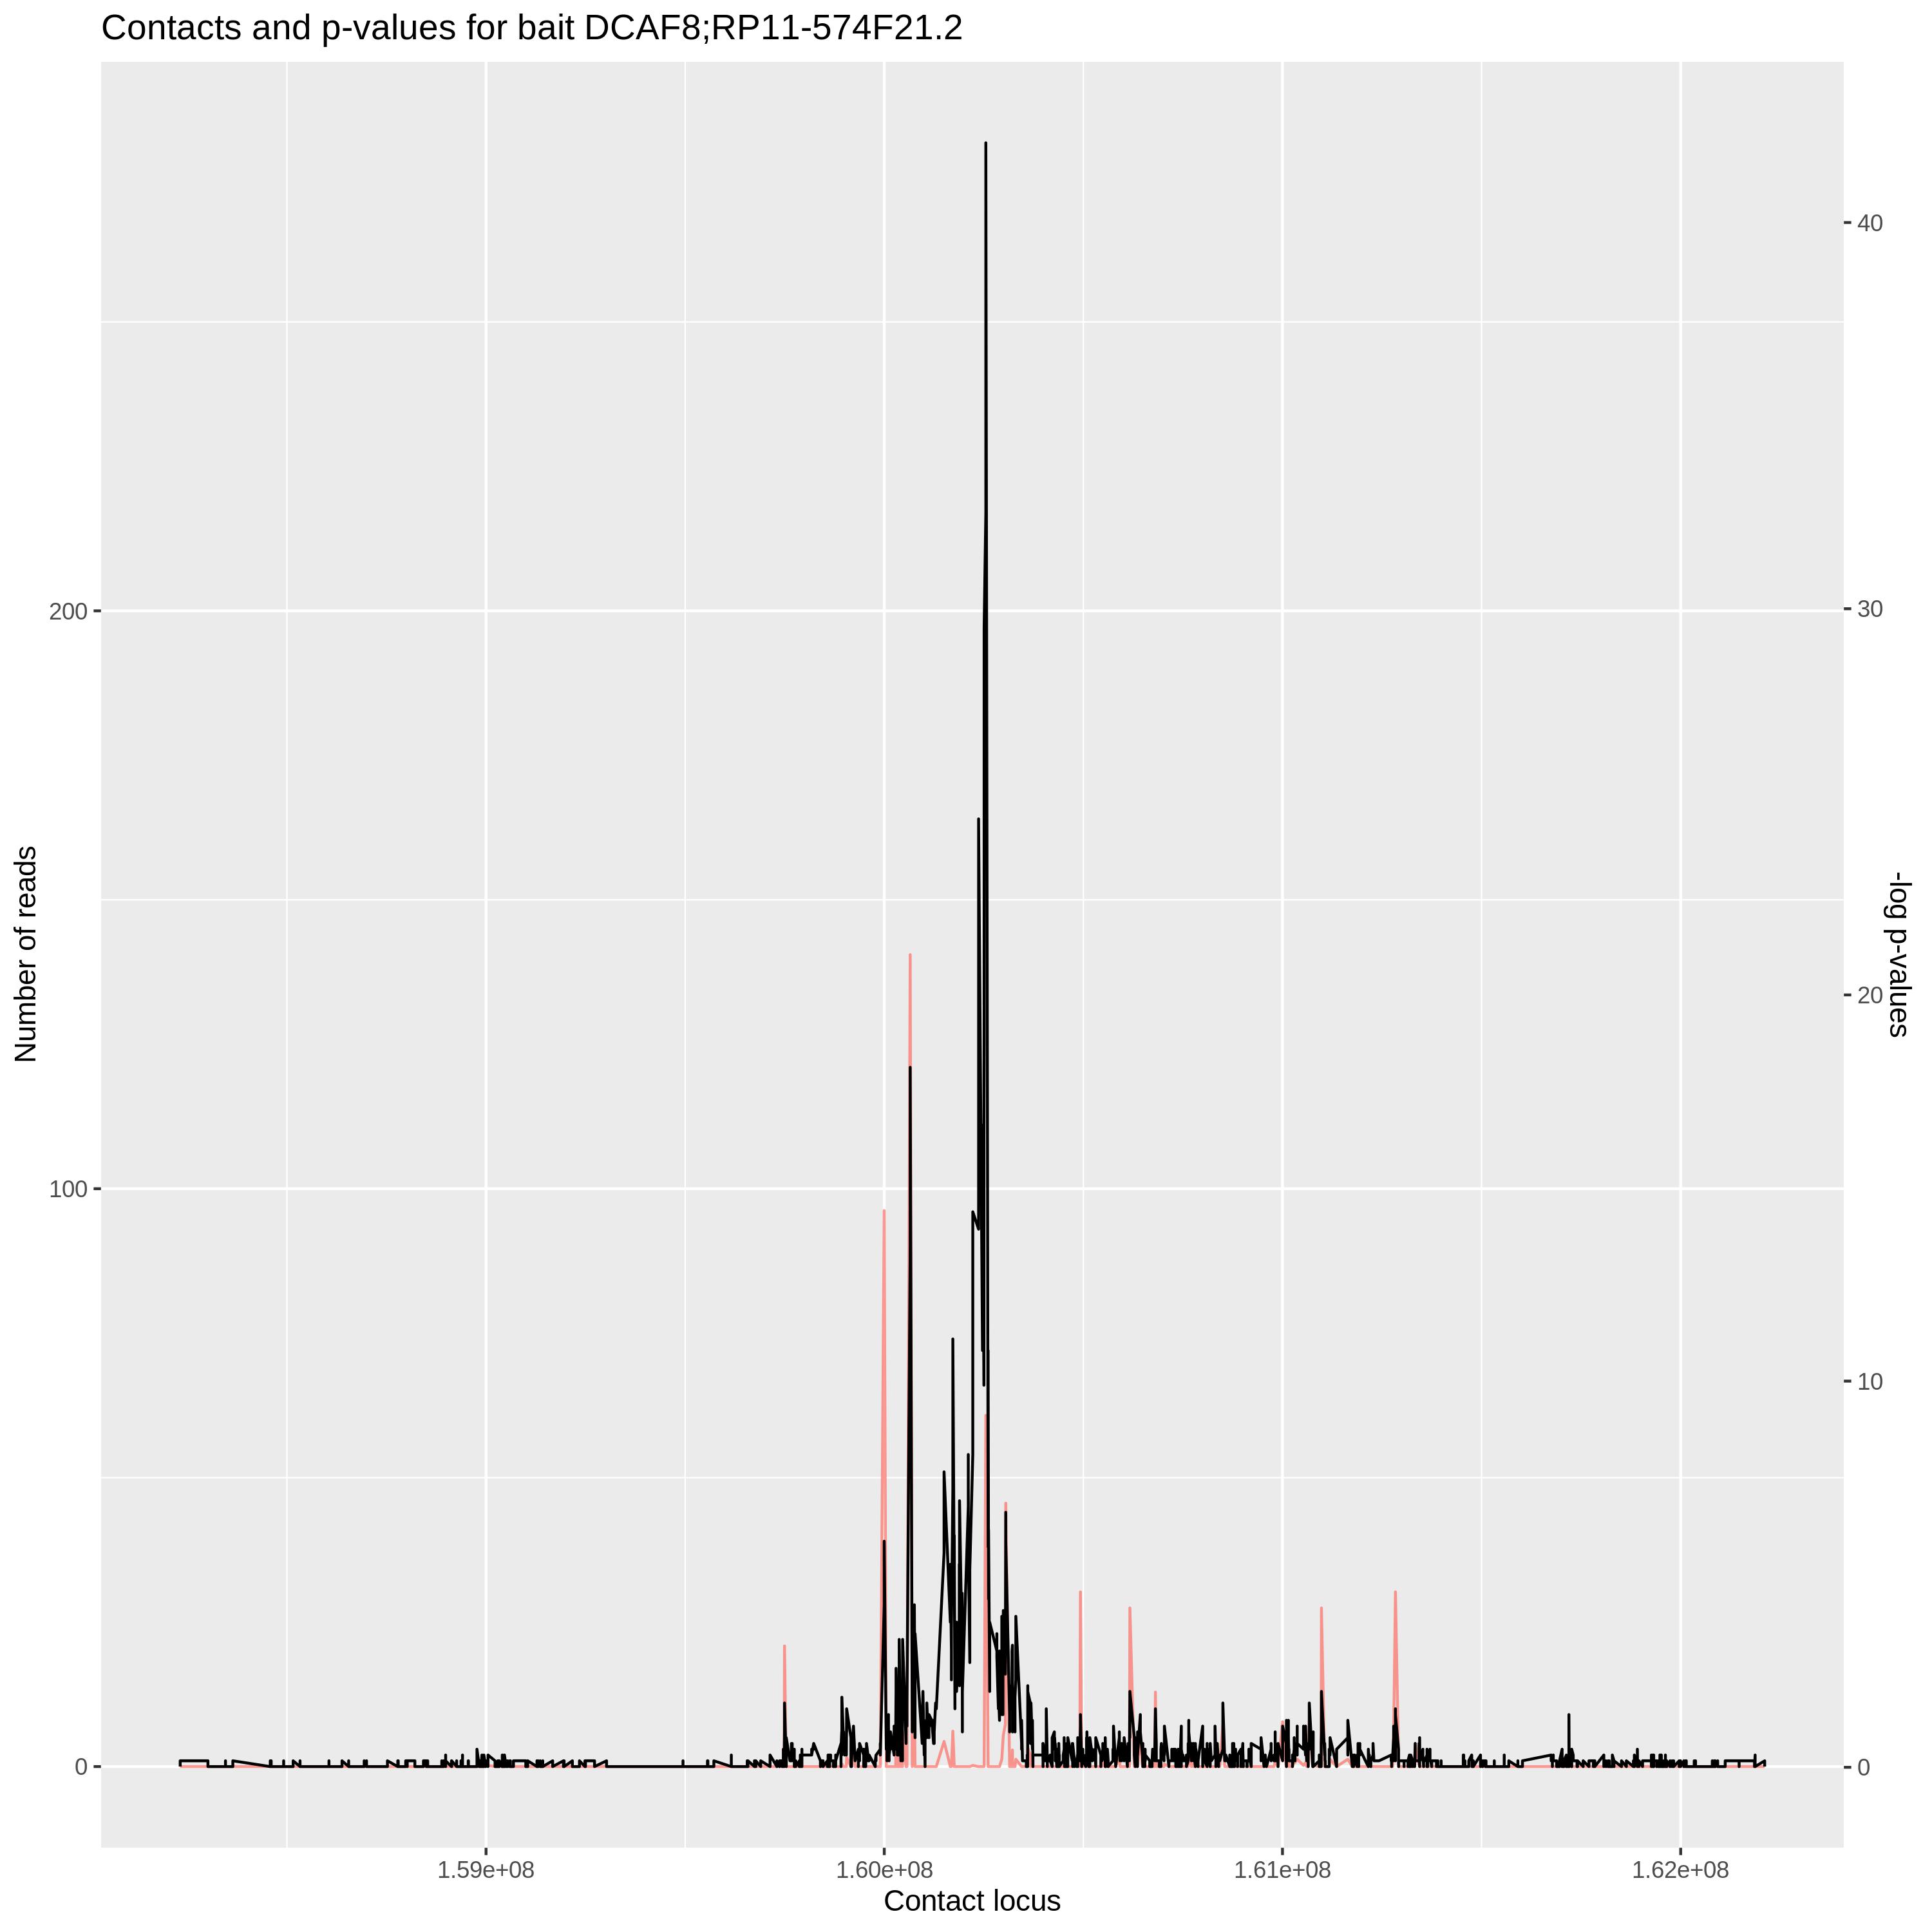 Contacts and p-values for bait DCAF8;RP11-574F21.2
Number of reads
200
100
0
40
30
20
10
0
-log p-values
1.59e+08 1.60e+08 1.61e+08 1.62e+08
Contact locus